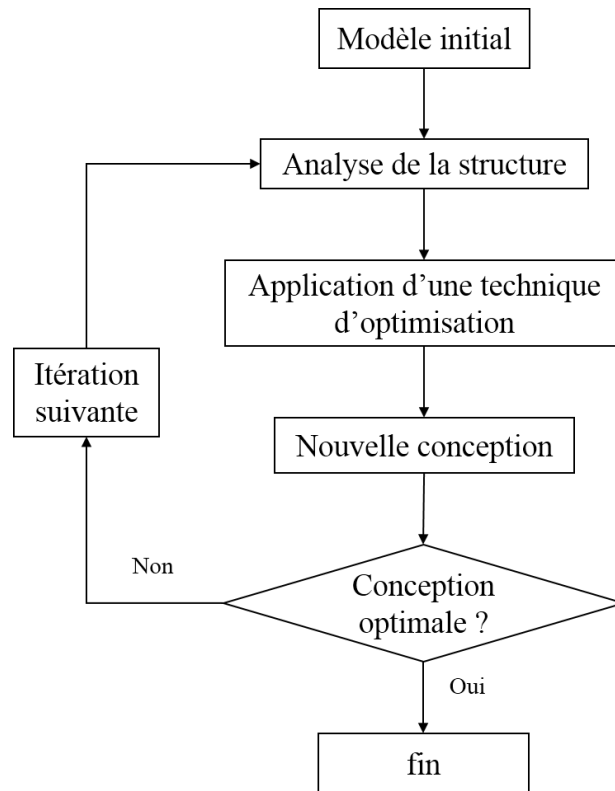 Modèle initial
Analyse de la structure
Application d’une technique
d’optimisation
Itération
suivante
Nouvelle conception
Non
Conception
optimale ?
Oui
fin